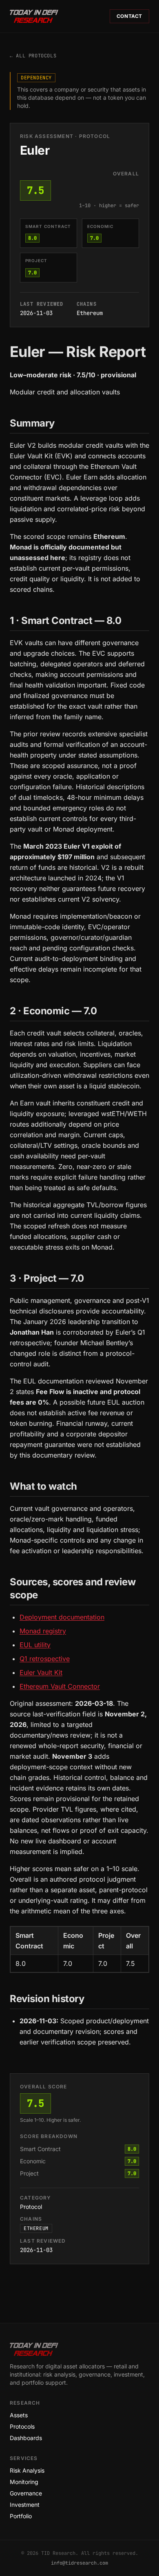 TODAY IN DEFI
RESEARCH
CONTACT
← ALL PROTOCOLS
DEPENDENCY
This covers a company or security that assets in
this database depend on — not a token you can
hold.
RISK ASSESSMENT · PROTOCOL
Euler
OVERALL
7.5
1–10 · higher = safer
SMART CONTRACT
8.0
ECONOMIC
7.0
PROJECT
7.0
LAST REVIEWED
2026-11-03
CHAINS
Ethereum
Euler — Risk Report
Low-moderate risk · 7.5/10 · provisional
Modular credit and allocation vaults
Summary
Euler V2 builds modular credit vaults with the
Euler Vault Kit (EVK) and connects accounts
and collateral through the Ethereum Vault
Connector (EVC). Euler Earn adds allocation
and withdrawal dependencies over
constituent markets. A leverage loop adds
liquidation and correlated-price risk beyond
passive supply.
The scored scope remains Ethereum.
Monad is officially documented but
unassessed here; its registry does not
establish current per-vault permissions,
credit quality or liquidity. It is not added to
scored chains.
1 · Smart Contract — 8.0
EVK vaults can have different governance
and upgrade choices. The EVC supports
batching, delegated operators and deferred
checks, making account permissions and
final health validation important. Finalized
code and finalized governance must be
established for the exact vault rather than
inferred from the family name.
The prior review records extensive specialist
audits and formal verification of an account-
health property under stated assumptions.
These are scoped assurance, not a proof
against every oracle, allocation or
configuration failure. Historical descriptions
of dual timelocks, 48-hour minimum delays
and bounty values do not establish
current controls for every third-
party vault or Monad deployment.
The March 2023 Euler V1 exploit of
approximately $197 million and subsequent
return of funds are historical. V2 is a rebuilt
architecture launched in 2024; the V1
recovery neither guarantees future recovery
nor establishes current V2 solvency.
Monad requires implementation/beacon or
immutable-code identity, EVC/operator
permissions, governor/curator/guardian
reach and pending configuration checks.
Current audit-to-deployment binding and
effective delays remain incomplete for that
scope.
2 · Economic — 7.0
Each credit vault selects collateral, oracles,
interest rates and risk limits. Liquidation
depends on valuation, incentives, market
liquidity and execution. Suppliers can face
utilization-driven withdrawal restrictions even
when their own asset is a liquid stablecoin.
An Earn vault inherits constituent credit and
liquidity exposure; leveraged wstETH/WETH
routes additionally depend on price
correlation and margin. Current caps,
collateral/LTV settings, oracle bounds and
cash availability need per-vault
measurements. Zero, near-zero or stale
marks require explicit failure handling rather
than being treated as safe defaults.
The historical aggregate TVL/borrow figures
are not carried into current liquidity claims.
The scoped refresh does not measure
funded allocations, supplier cash or
executable stress exits on Monad.
3 · Project — 7.0
Public management, governance and post-V1
technical disclosures provide accountability.
The January 2026 leadership transition to
Jonathan Han is corroborated by Euler's Q1
retrospective; founder Michael Bentley's
changed role is distinct from a protocol-
control audit.
The EUL documentation reviewed November
2 states Fee Flow is inactive and protocol
fees are 0%. A possible future EUL auction
does not establish active revenue or token
protection. Financial runway, current
profitability and a corporate depositor
repayment guarantee were not established
by this documentary review.
What to watch
Current vault governance and operators,
oracle/zero-mark handling, funded
allocations, liquidity and liquidation stress;
Monad-specific controls and any change in
fee activation or leadership responsibilities.
Sources, scores and review
scope
• Deployment documentation
• Monad registry
• EUL utility
• Q1 retrospective
• Euler Vault Kit
• Ethereum Vault Connector
Original assessment: 2026-03-18. The
source last-verification field is November 2,
2026, limited to a targeted
documentary/news review; it is not a
renewed whole-report security, financial or
market audit. November 3 adds
deployment-scope context without new
chain grades. Historical control, balance and
incident evidence retains its own dates.
Scores remain provisional for the retained
scope. Provider TVL figures, where cited,
are dated observations rather than live
balances, net flows or proof of exit capacity.
No new live dashboard or account
measurement is implied.
Higher scores mean safer on a 1–10 scale.
Overall is an authored protocol judgment
rather than a separate asset, parent-protocol
or underlying-vault rating. It may differ from
the arithmetic mean of the three axes.
Smart
Contract
Econo
mic
Proje
ct
Over
all
8.0
7.0
7.0
7.5
Revision history
• 2026-11-03: Scoped product/deployment
and documentary revision; scores and
earlier verification scope preserved.
OVERALL SCORE
7.5
Scale 1–10. Higher is safer.
SCORE BREAKDOWN
Smart Contract
8.0
Economic
7.0
Project
7.0
CATEGORY
Protocol
CHAINS
ETHEREUM
LAST REVIEWED
2026-11-03
TODAY IN DEFI
RESEARCH
Research for digital asset allocators — retail and
institutional: risk analysis, governance, investment,
and portfolio support.
RESEARCH
Assets
Protocols
Dashboards
SERVICES
Risk Analysis
Monitoring
Governance
Investment
Portfolio
© 2026 TID Research. All rights reserved.
info@tidresearch.com